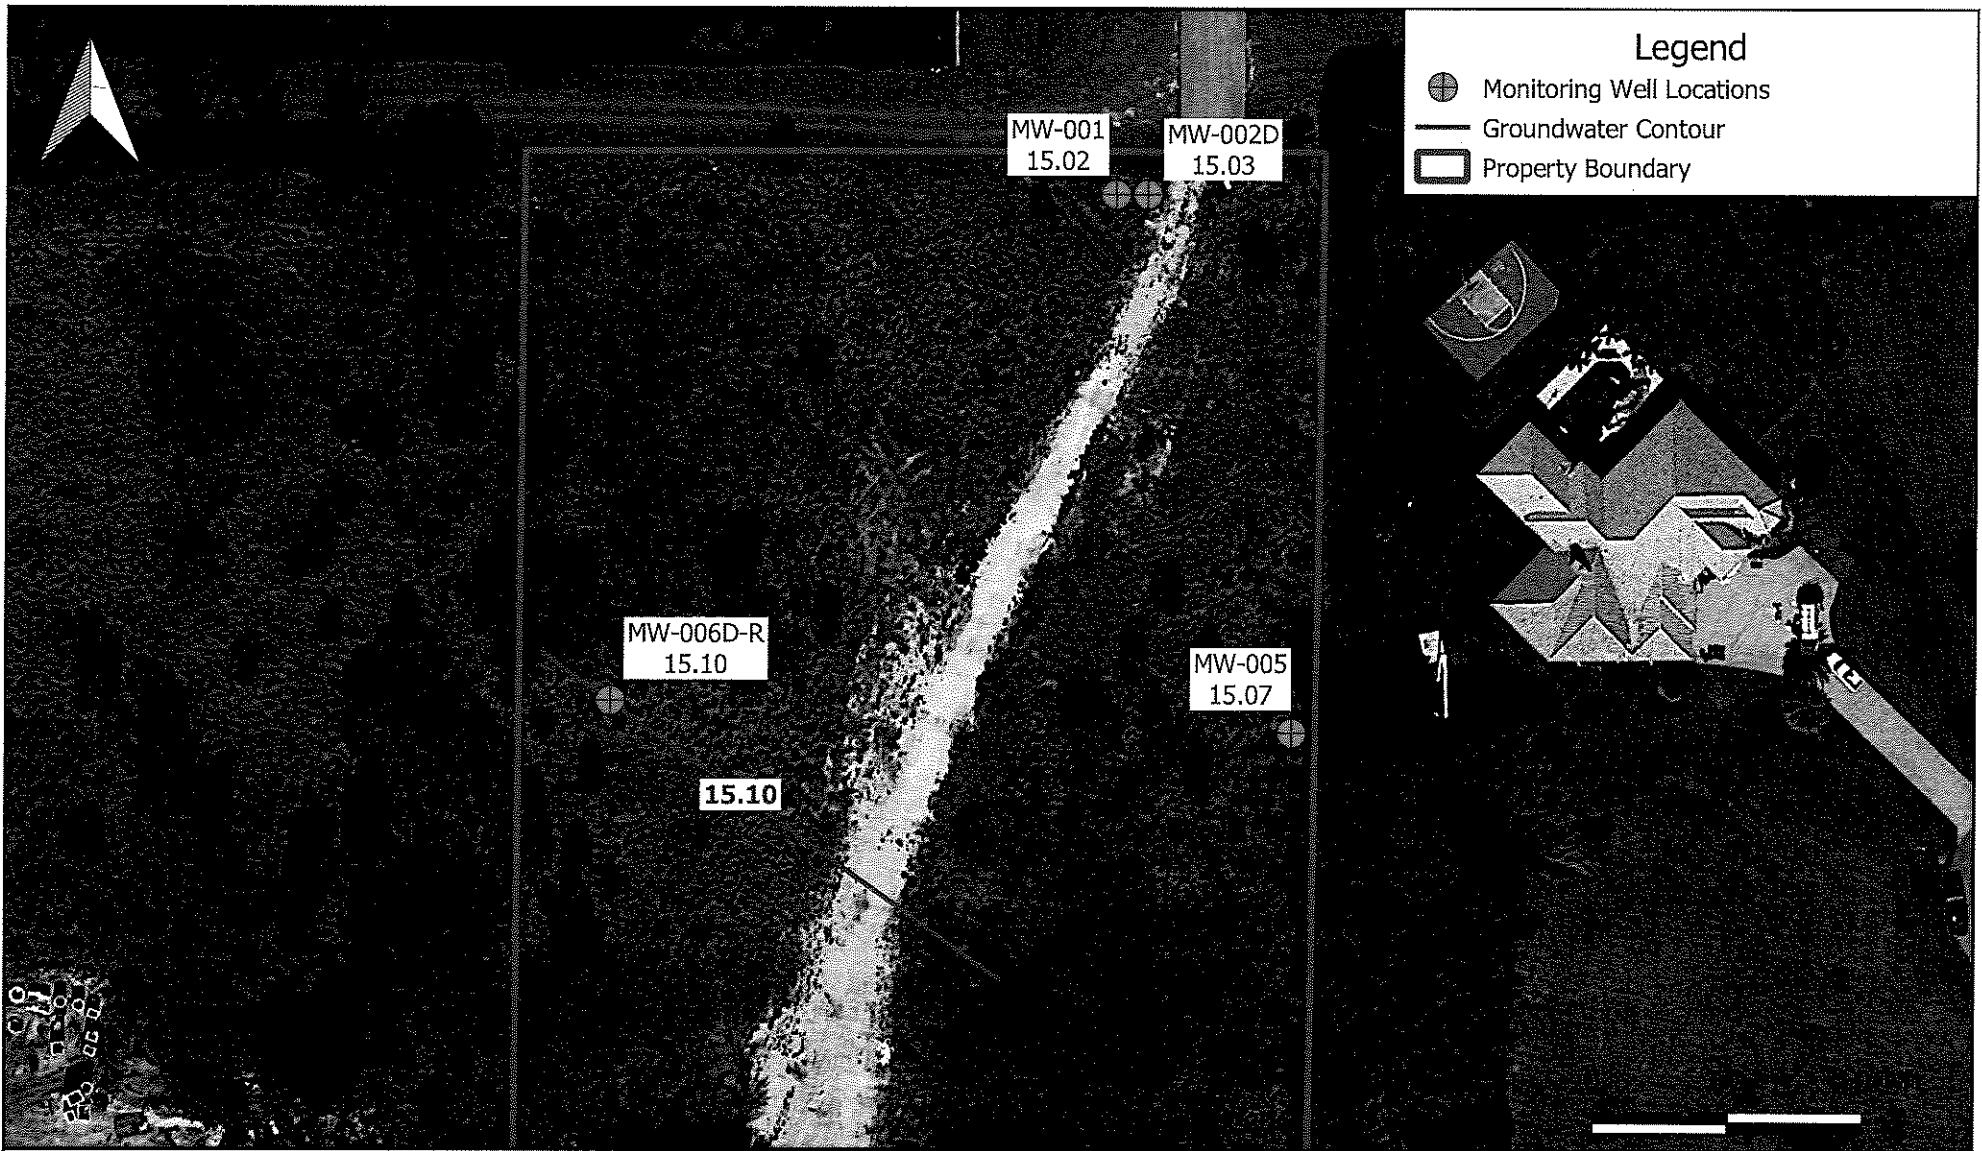 Legend
Monitoring Well Locations
Groundwater Contour
Property Boundary
MW-001
15.02
MW-002D
15.03
MW-006D-R
15.10
MW-005
15.07
15.10